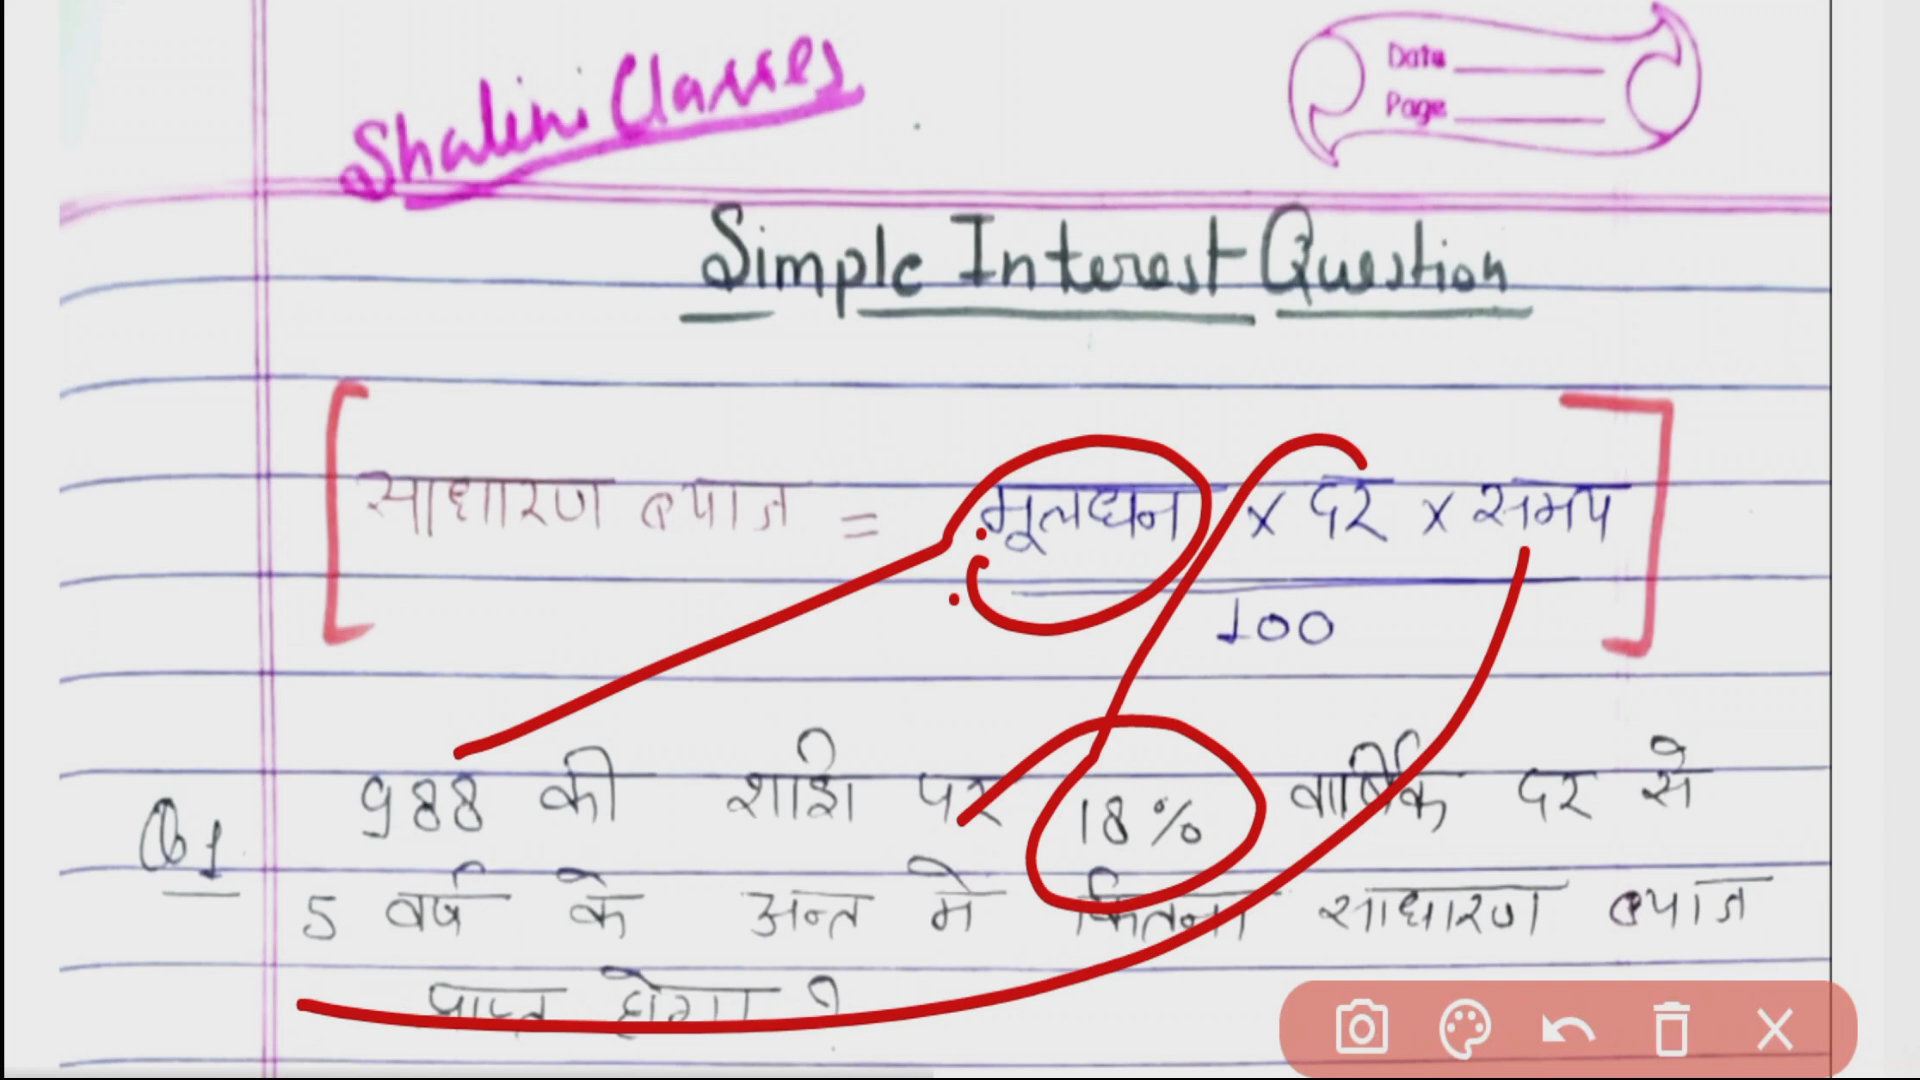 Shalini Classes
Date
Page
Simple Interest Question
साधारण ब्याज = मूलधन × दर × समय
100
Q1 988 की राशि पर 18% वार्षिक दर से
5 वर्ष के अन्त मे कितना साधारण ब्याज
प्राप्त होगा ?